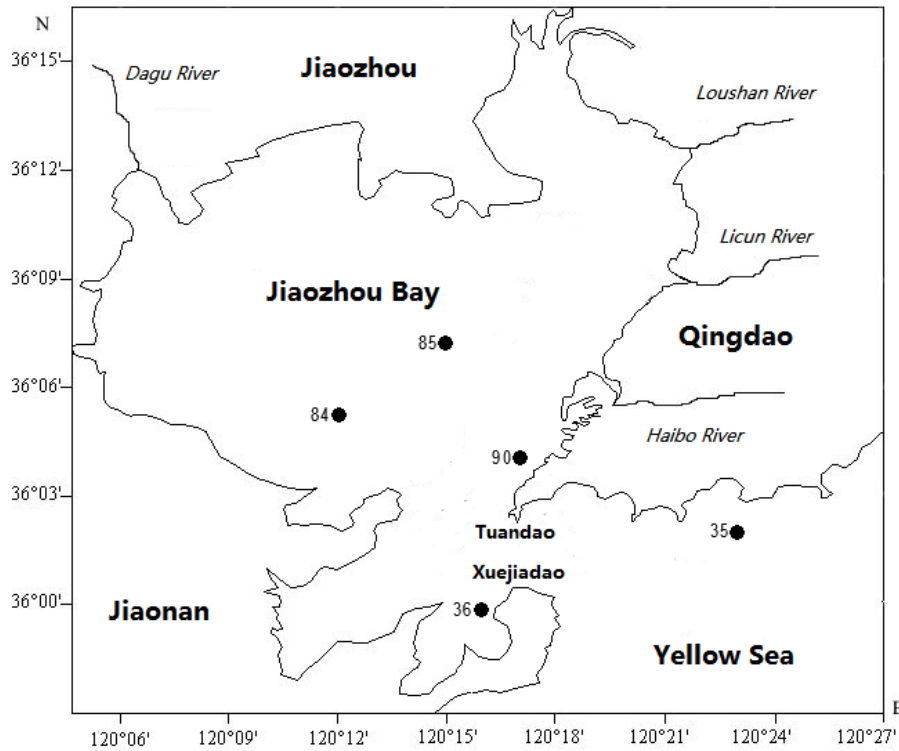 N
36°15'
Jiaozhou
Dagu River
Loushan River
36°12'
Licun River
36°09'
Jiaozhou Bay
85
Qingdao
36°06'
84
Haibo River
90
36°03'
Tuandao
35
Xuejiadao
36°00'
36
Jiaonan
Yellow Sea
E
120°06' 120°09' 120°12' 120°15' 120°18' 120°21' 120°24' 120°27'